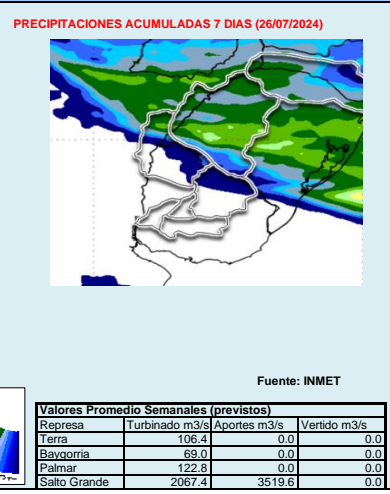 PRECIPITACIONES ACUMULADAS 7 DIAS (26/07/2024)
Fuente: INMET
Valores Promedio Semanales (previstos)
Represa Turbinado m3/s Aportes m3/s Vertido m3/s
Terra 106.4 0.0 0.0
Baygorria 69.0 0.0 0.0
Palmar 122.8 0.0 0.0
Salto Grande 2067.4 3519.6 0.0